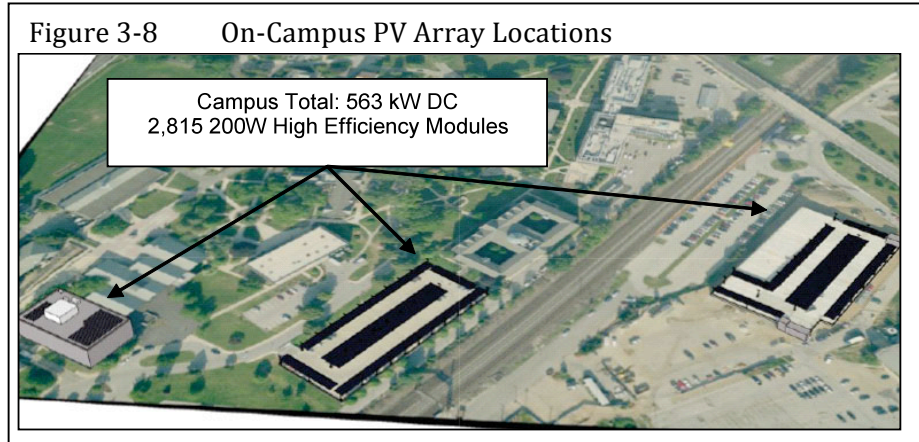 Figure 3-8 On-Campus PV Array Locations
Campus Total: 563 kW DC
2,815 200W High Efficiency Modules